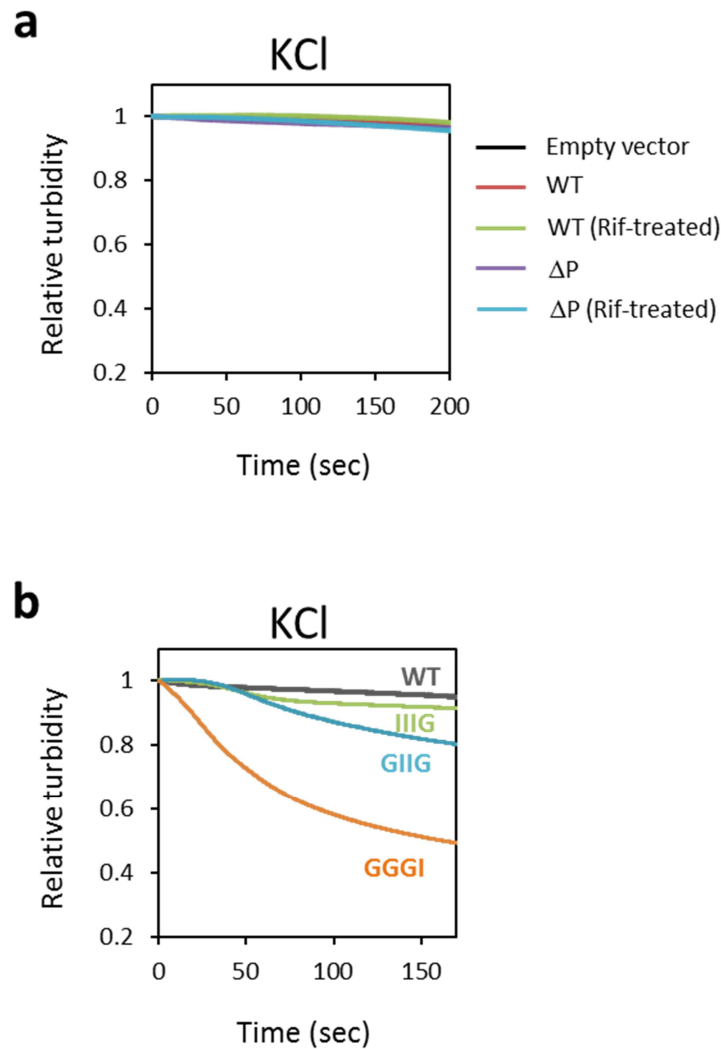 a
KCl
Relative turbidity
1
0.8
0.6
0.4
0.2
0 50 100 150 200
Time (sec)
Empty vector
WT
WT (Rif-treated)
ΔP
ΔP (Rif-treated)
b
KCl
Relative turbidity
1
0.8
0.6
0.4
0.2
WT
IIIG
GIIG
GGGI
0 50 100 150
Time (sec)